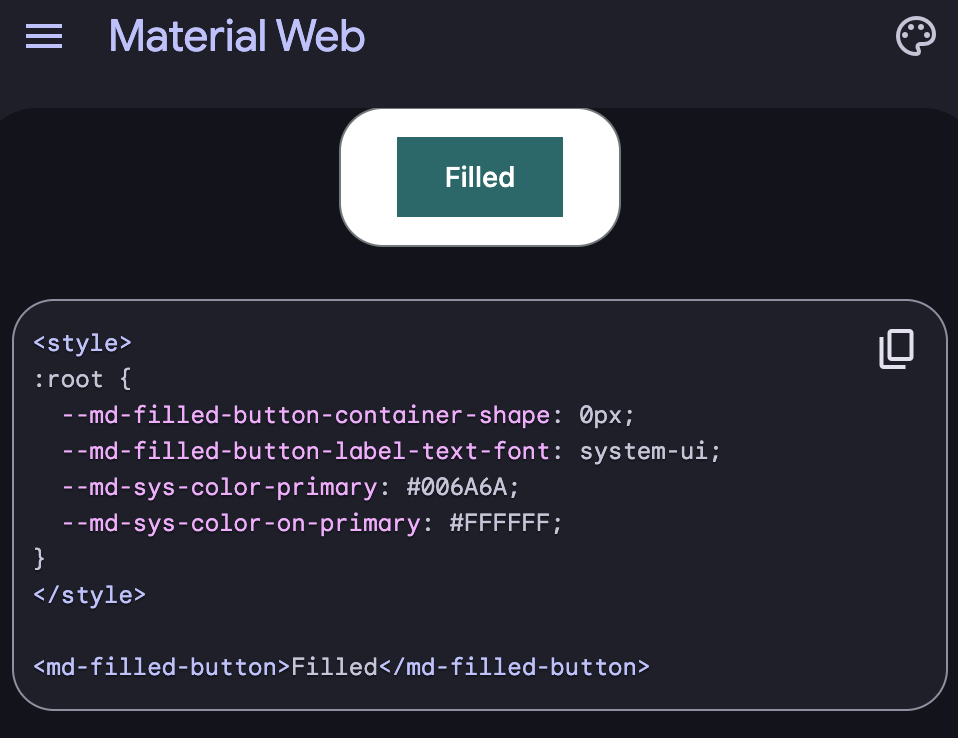 Material Web
Filled
<style>
:root {
  --md-filled-button-container-shape: 0px;
  --md-filled-button-label-text-font: system-ui;
  --md-sys-color-primary: #006A6A;
  --md-sys-color-on-primary: #FFFFFF;
}
</style>
<md-filled-button>Filled</md-filled-button>